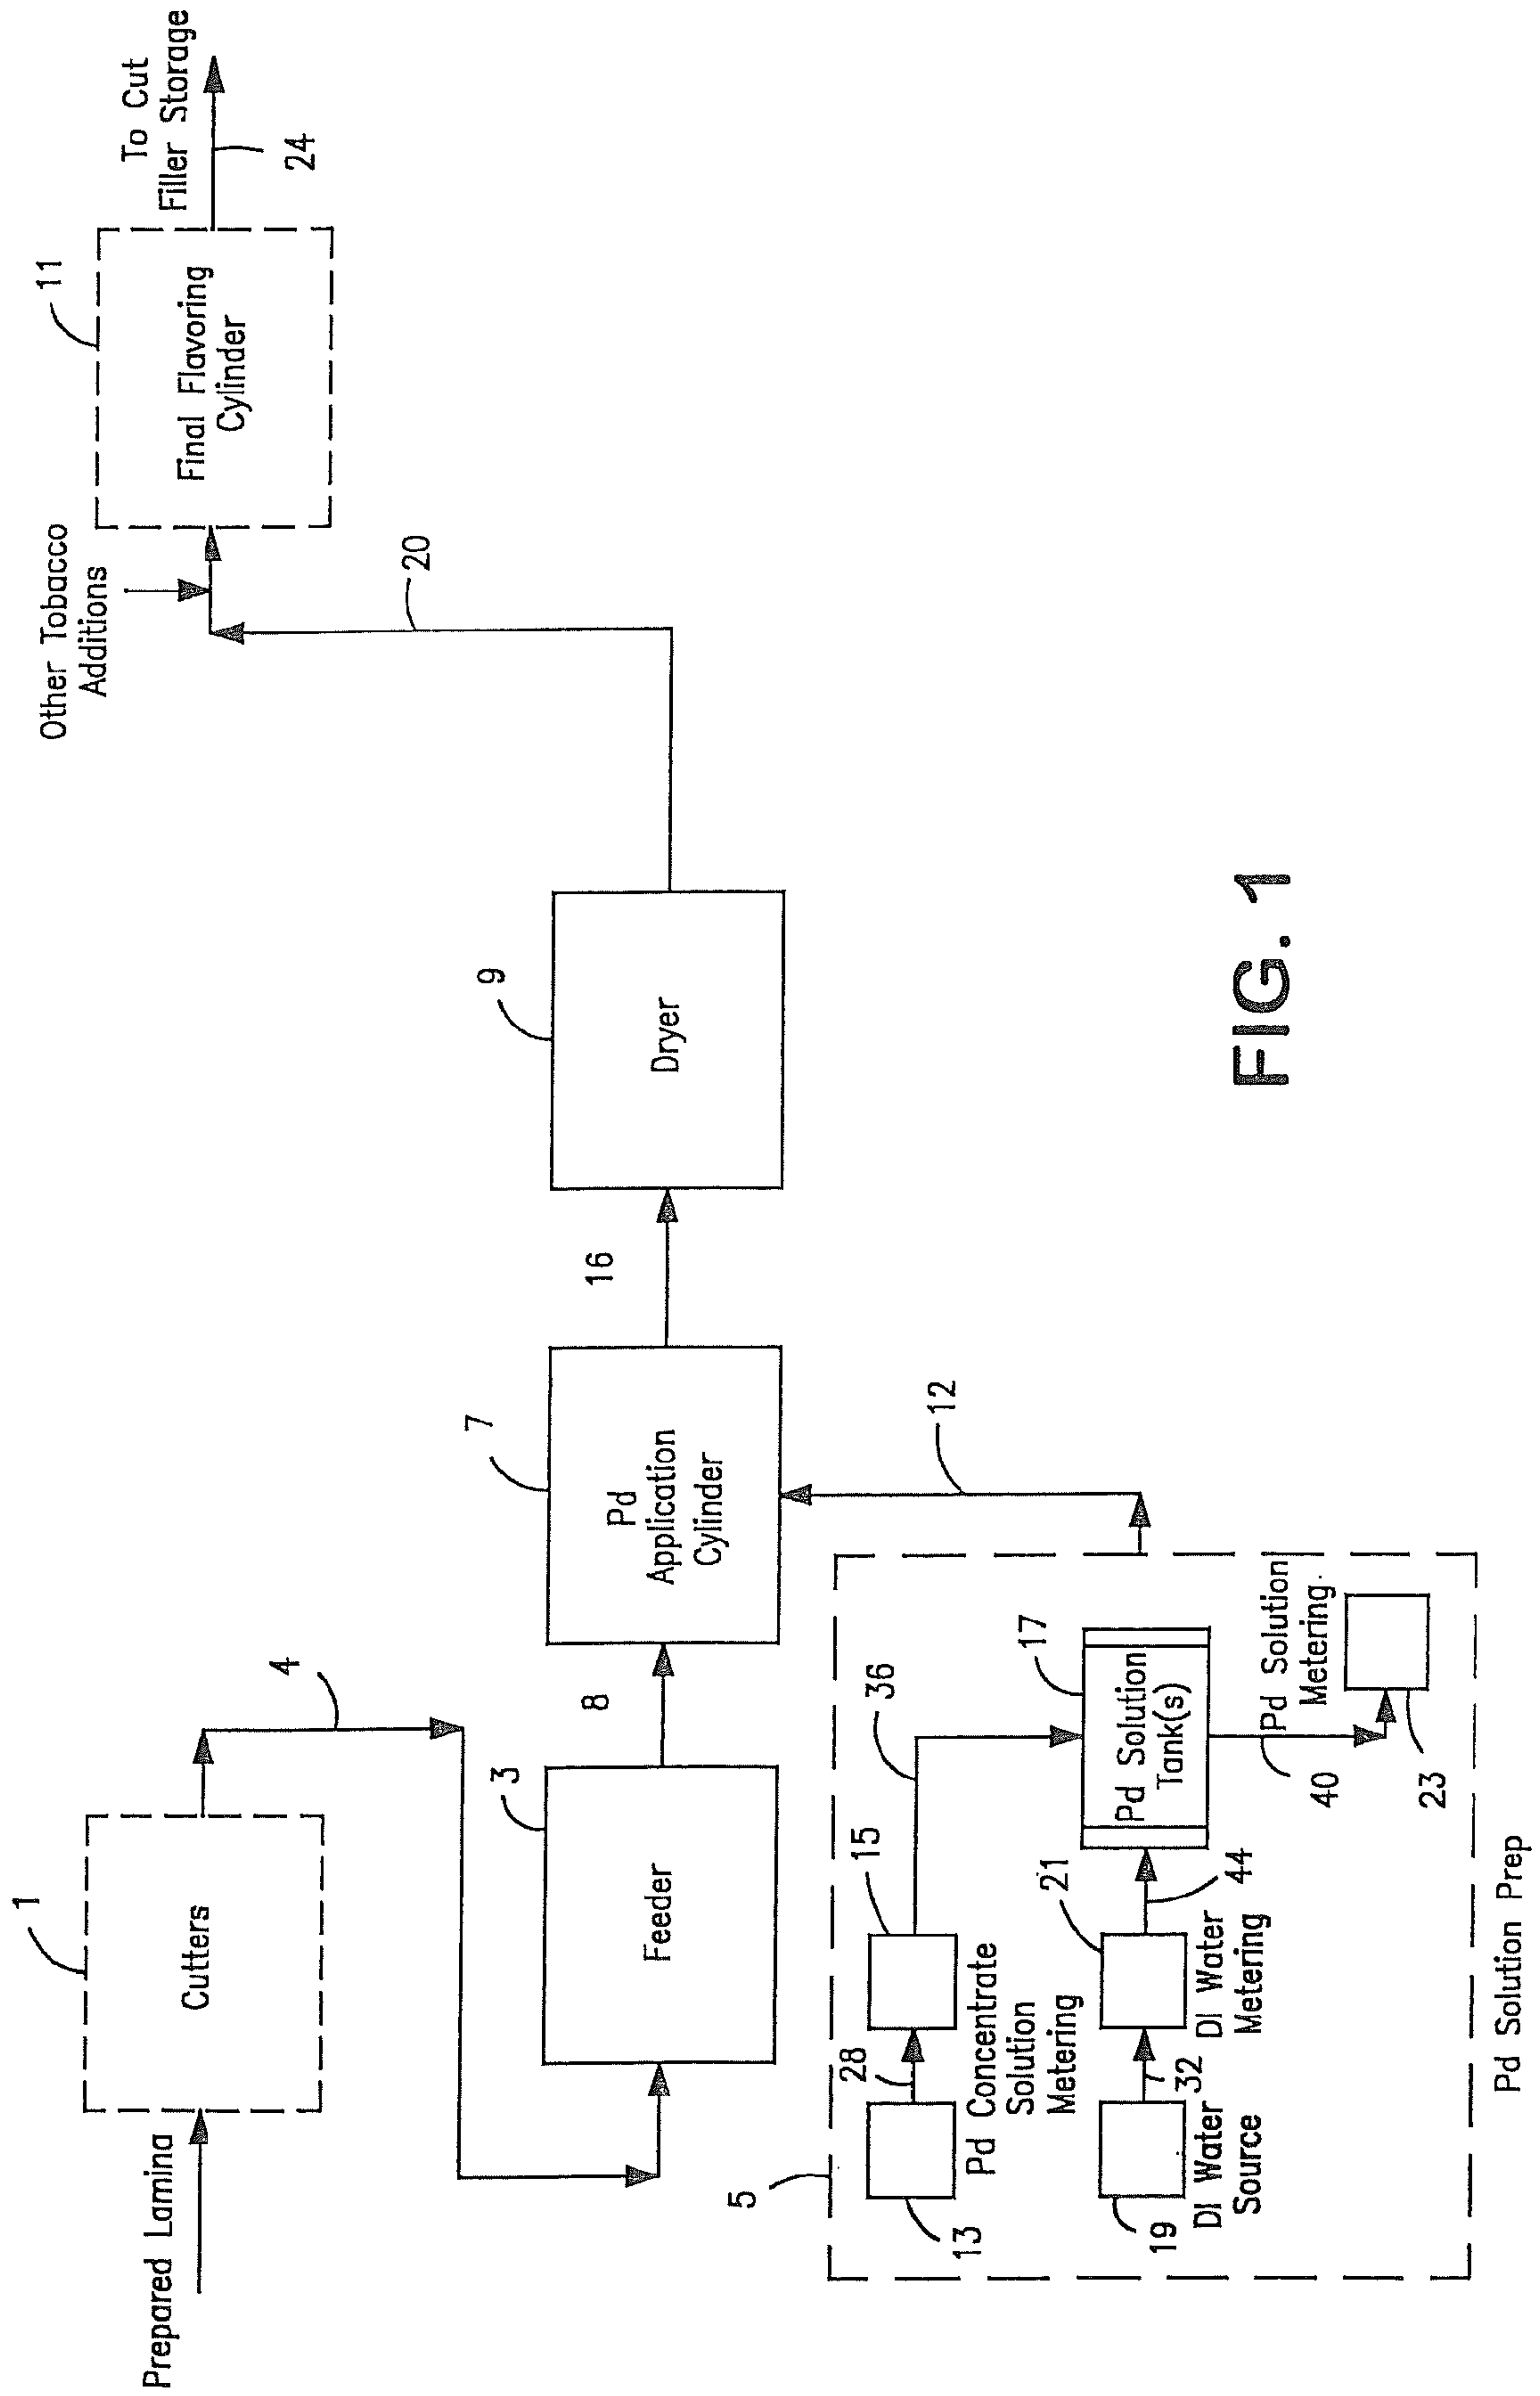 Prepared Lamina
1
Cutters
4
Other Tobacco
Additions
11
Final Flavoring
Cylinder
To Cut
Filler Storage
24
3
Feeder
8
7
Pd
Application
Cylinder
16
9
Dryer
20
12
5
13
28
15
36
Pd Concentrate
Solution
Metering
19
32
21
44
DI Water
Source
DI Water
Metering
17
Pd Solution
Tank(s)
40
Pd Solution
Metering
23
Pd Solution Prep
FIG. 1